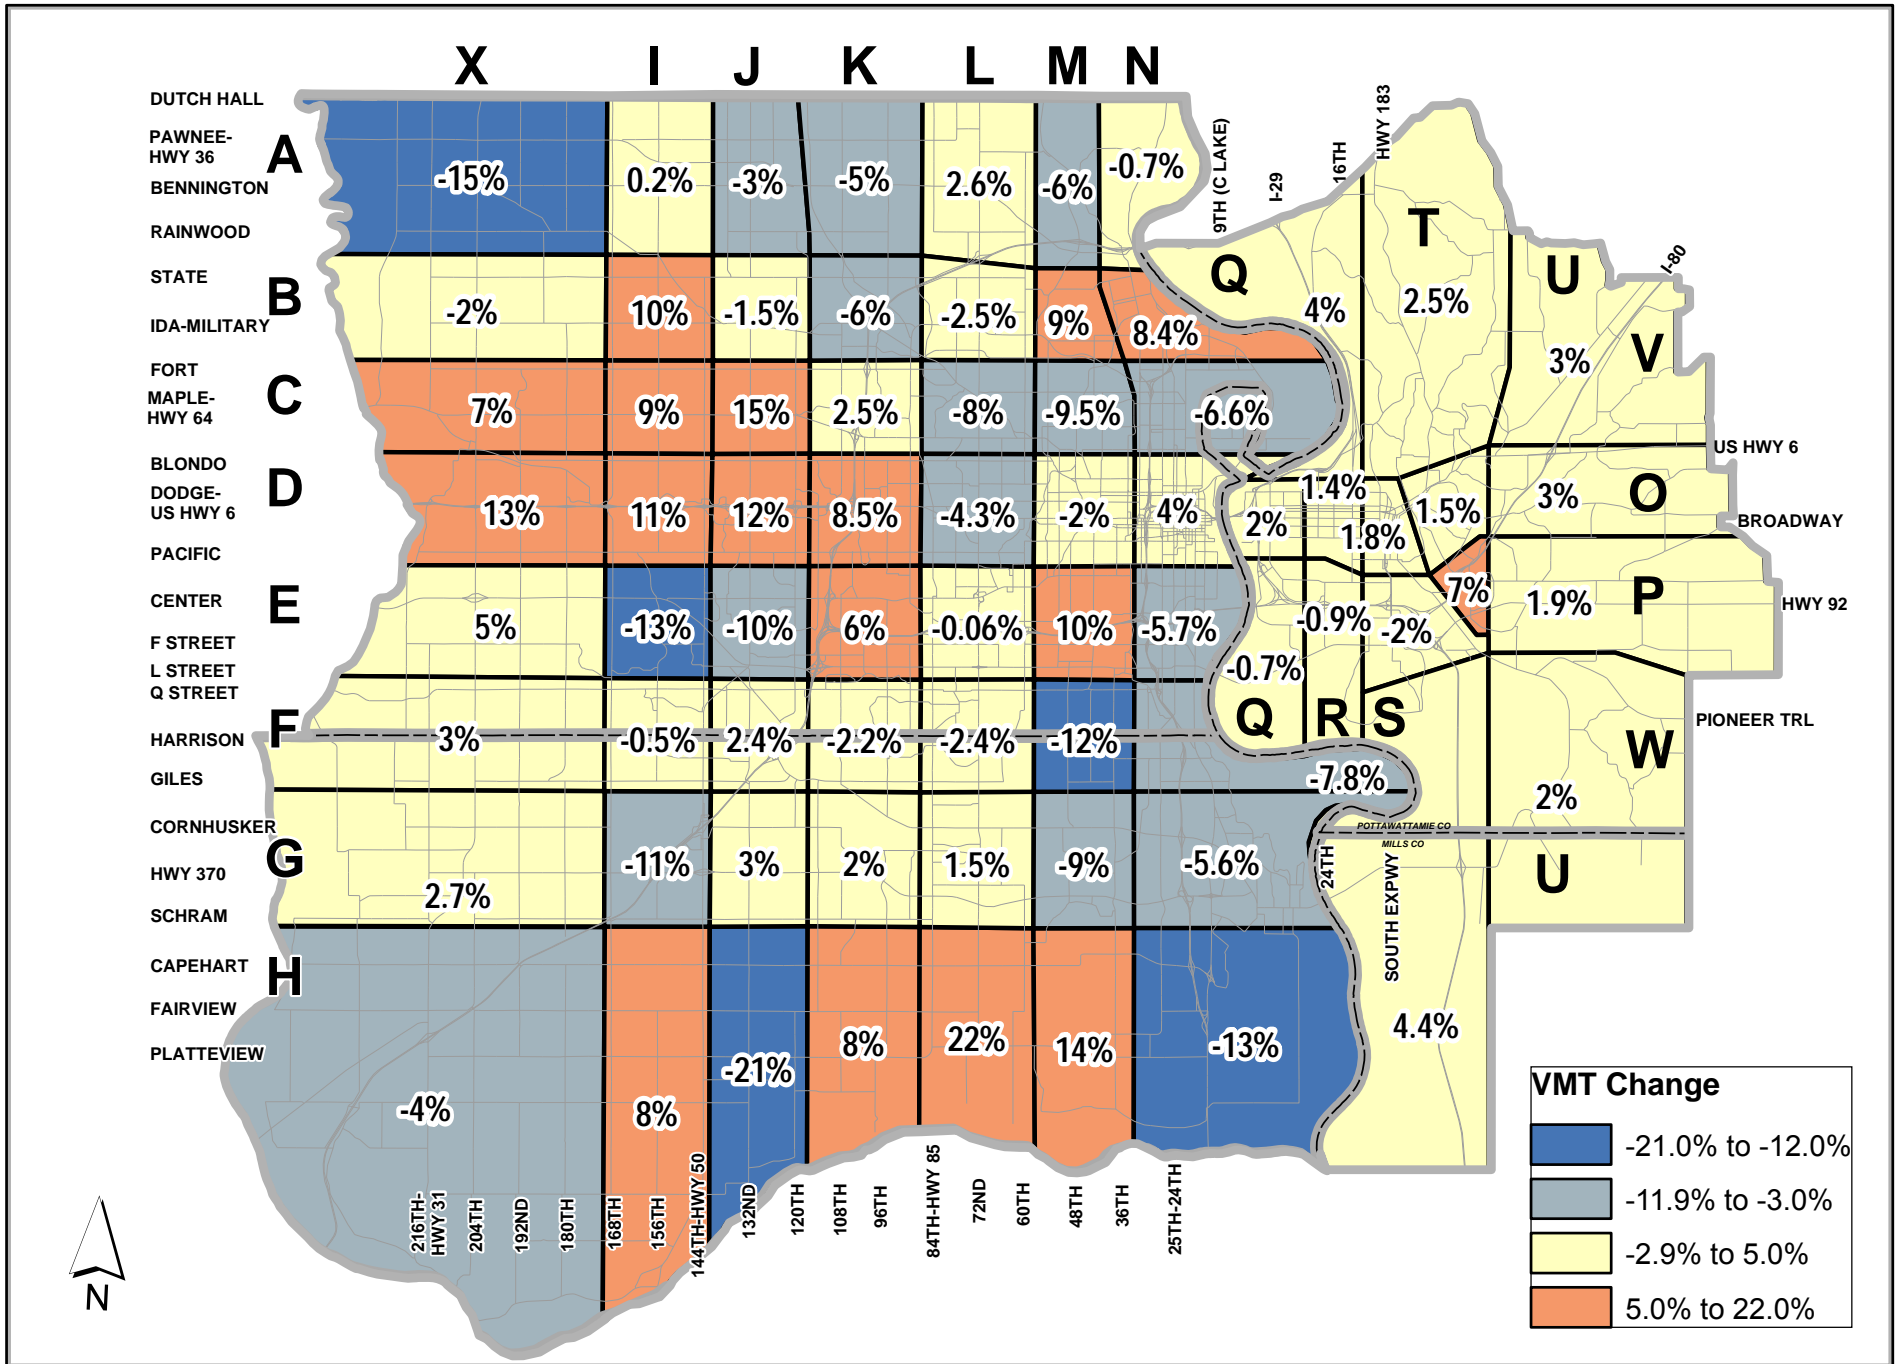 X I J K L M N
DUTCH HALL
PAWNEE-
HWY 36
BENNINGTON
RAINWOOD
A
-15% 0.2% -3% -5% 2.6% -6% -0.7%
9TH (C LAKE)
I-29
16TH
HWY 183
T
Q
U
I-80
STATE
IDA-MILITARY
B
-2% 10% -1.5% -6% -2.5% 9% 8.4% 4% 2.5%
3%
V
FORT
MAPLE-
HWY 64
C
7% 9% 15% 2.5% -8% -9.5% -6.6%
US HWY 6
BLONDO
DODGE-
US HWY 6
PACIFIC
D
13% 11% 12% 8.5% -4.3% -2% 4% 2% 1.4% 1.8% 1.5% 3%
O
BROADWAY
CENTER
F STREET
L STREET
E
5% -13% -10% 6% -0.06% 10% -5.7% -0.7% -0.9% -2% 7% 1.9%
P
HWY 92
Q STREET
HARRISON
GILES
F
3% -0.5% 2.4% -2.2% -2.4% -12% -7.8%
Q R S
W
PIONEER TRL
2%
POTTAWATTAMIE CO
MILLS CO
CORNHUSKER
HWY 370
SCHRAM
G
2.7% -11% 3% 2% 1.5% -9% -5.6%
24TH
SOUTH EXPWY
U
CAPEHART
FAIRVIEW
PLATTEVIEW
H
-4% 8% -21% 8% 22% 14% -13% 4.4%
216TH-
HWY 31
204TH
192ND
180TH
168TH
156TH
144TH-HWY 50
132ND
120TH
108TH
96TH
84TH-HWY 85
72ND
60TH
48TH
36TH
25TH-24TH
N
VMT Change
-21.0% to -12.0%
-11.9% to -3.0%
-2.9% to 5.0%
5.0% to 22.0%